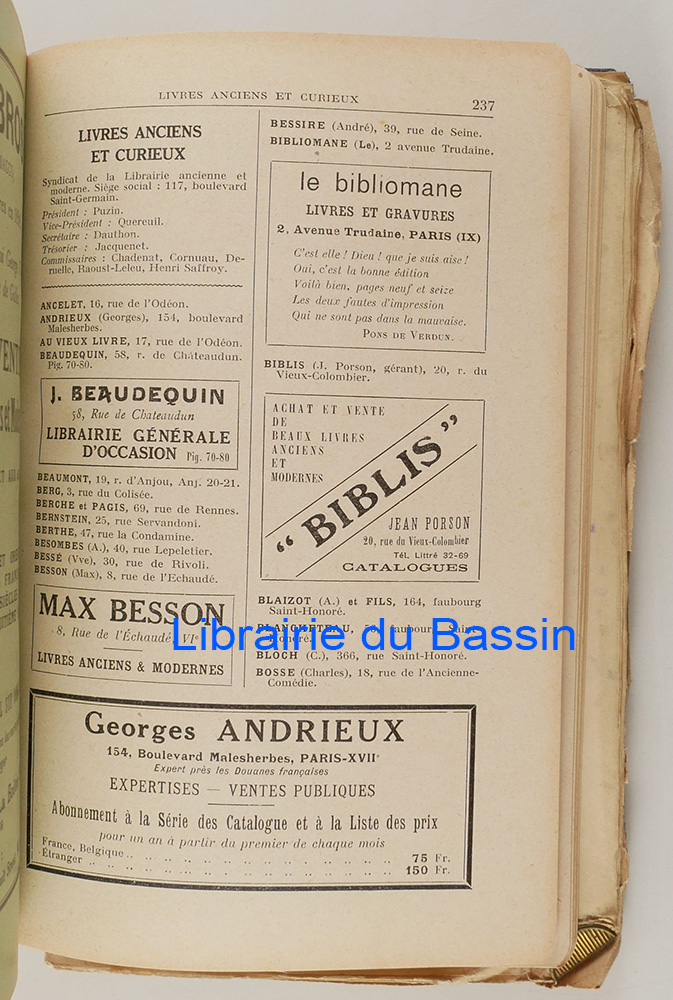 LIVRES ANCIENS ET CURIEUX
237
LIVRES ANCIENS
ET CURIEUX
Syndicat de la Librairie ancienne et
moderne. Siège social : 117, boulevard
Saint-Germain.
Président : Puzin.
Vice-Président : Quereuil.
Secrétaire : Dauthon.
Trésorier : Jacquenet.
Commissaires : Chadenat, Cornuau, De-
ruelle, Raoust-Leleu, Henri Saffroy.
ANCELET, 16, rue de l'Odéon.
ANDRIEUX (Georges), 154, boulevard
Malesherbes.
AU VIEUX LIVRE, 17, rue de l'Odéon.
BEAUDEQUIN, 58, r. de Châteaudun.
Pig. 70-80.
J. BEAUDEQUIN
58, Rue de Chateaudun
LIBRAIRIE GÉNÉRALE
D'OCCASION Pig. 70-80
BEAUMONT, 19, r. d'Anjou, Anj. 20-21.
BERG, 3, rue du Colisée.
BERCHE et PAGIS, 69, rue de Rennes.
BERNSTEIN, 25, rue Servandoni.
BERTHE, 47, rue la Condamine.
BESOMBES (A.), 40, rue Lepeletier.
BESSÉ (Vve), 30, rue de Rivoli.
BESSON (Max), 8, rue de l'Echaudé.
MAX BESSON
8, Rue de l'Échaudé, VIe
LIVRES ANCIENS & MODERNES
BESSIRE (André), 39, rue de Seine.
BIBLIOMANE (Le), 2 avenue Trudaine.
le bibliomane
LIVRES ET GRAVURES
2, Avenue Trudaine, PARIS (IX)
C'est elle ! Dieu ! que je suis aise !
Oui, c'est la bonne édition
Voilà bien, pages neuf et seize
Les deux fautes d'impression
Qui ne sont pas dans la mauvaise.
PONS DE VERDUN.
BIBLIS (J. Porson, gérant), 20, r. du
Vieux-Colombier.
ACHAT ET VENTE
DE
BEAUX LIVRES
ANCIENS
ET
MODERNES
"BIBLIS"
JEAN PORSON
20, rue du Vieux-Colombier
Tél. Littré 32-69
CATALOGUES
BLAIZOT (A.) et FILS, 164, faubourg
Saint-Honoré.
BLANCHETEAU, faubourg Saint-
Honoré.
BLOCH (C.), 366, rue Saint-Honoré.
BOSSE (Charles), 18, rue de l'Ancienne-
Comédie.
Librairie du Bassin
Georges ANDRIEUX
154, Boulevard Malesherbes, PARIS-XVIIe
Expert près les Douanes françaises
EXPERTISES — VENTES PUBLIQUES
Abonnement à la Série des Catalogue et à la Liste des prix
pour un an à partir du premier de chaque mois
France, Belgique .. .. .. .. .. .. .. .. .. .. .. .. 75 Fr.
Étranger .. .. .. .. .. .. .. .. .. .. .. .. .. .. 150 Fr.